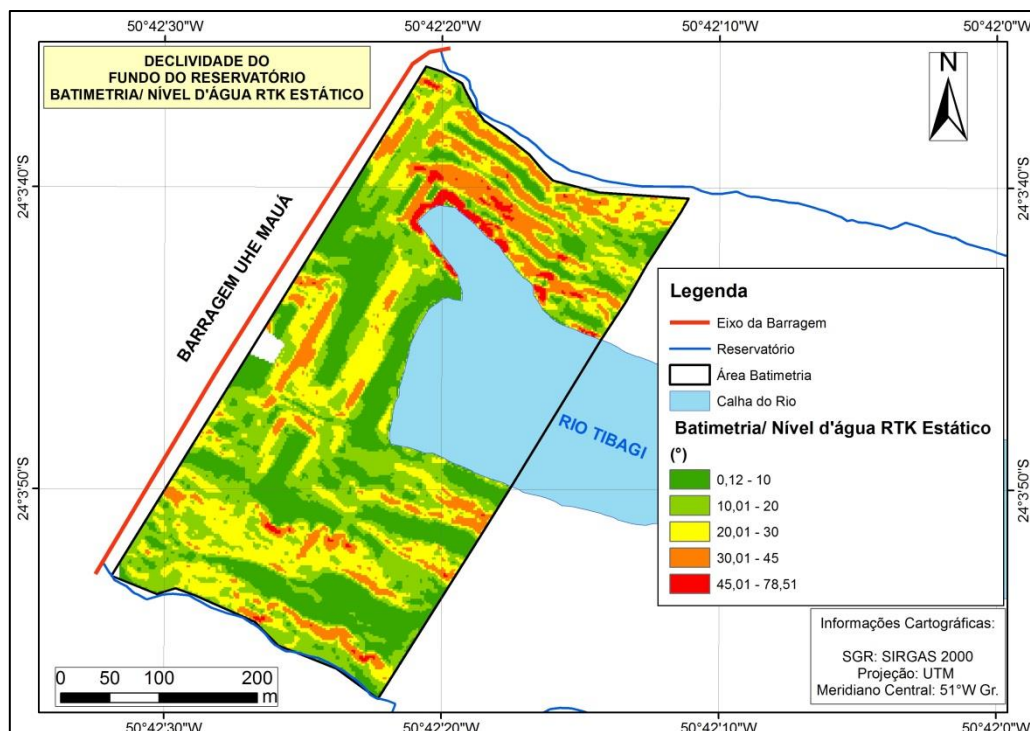 50°42'30"W
50°42'20"W
50°42'10"W
50°42'0"W
DECLIVIDADE DO
FUNDO DO RESERVATÓRIO
BATIMETRIA/ NÍVEL D'ÁGUA RTK ESTÁTICO
N
24°3'40"S
24°3'40"S
BARRAGEM UHE MAUÁ
Legenda
Eixo da Barragem
Reservatório
Área Batimetria
Calha do Rio
Batimetria/ Nível d'água RTK Estático
(°)
0,12 - 10
10,01 - 20
20,01 - 30
30,01 - 45
45,01 - 78,51
RIO TIBAGI
24°3'50"S
24°3'50"S
Informações Cartográficas:
SGR: SIRGAS 2000
Projeção: UTM
Meridiano Central: 51°W Gr.
0 50 100 200
m
50°42'30"W
50°42'20"W
50°42'10"W
50°42'0"W